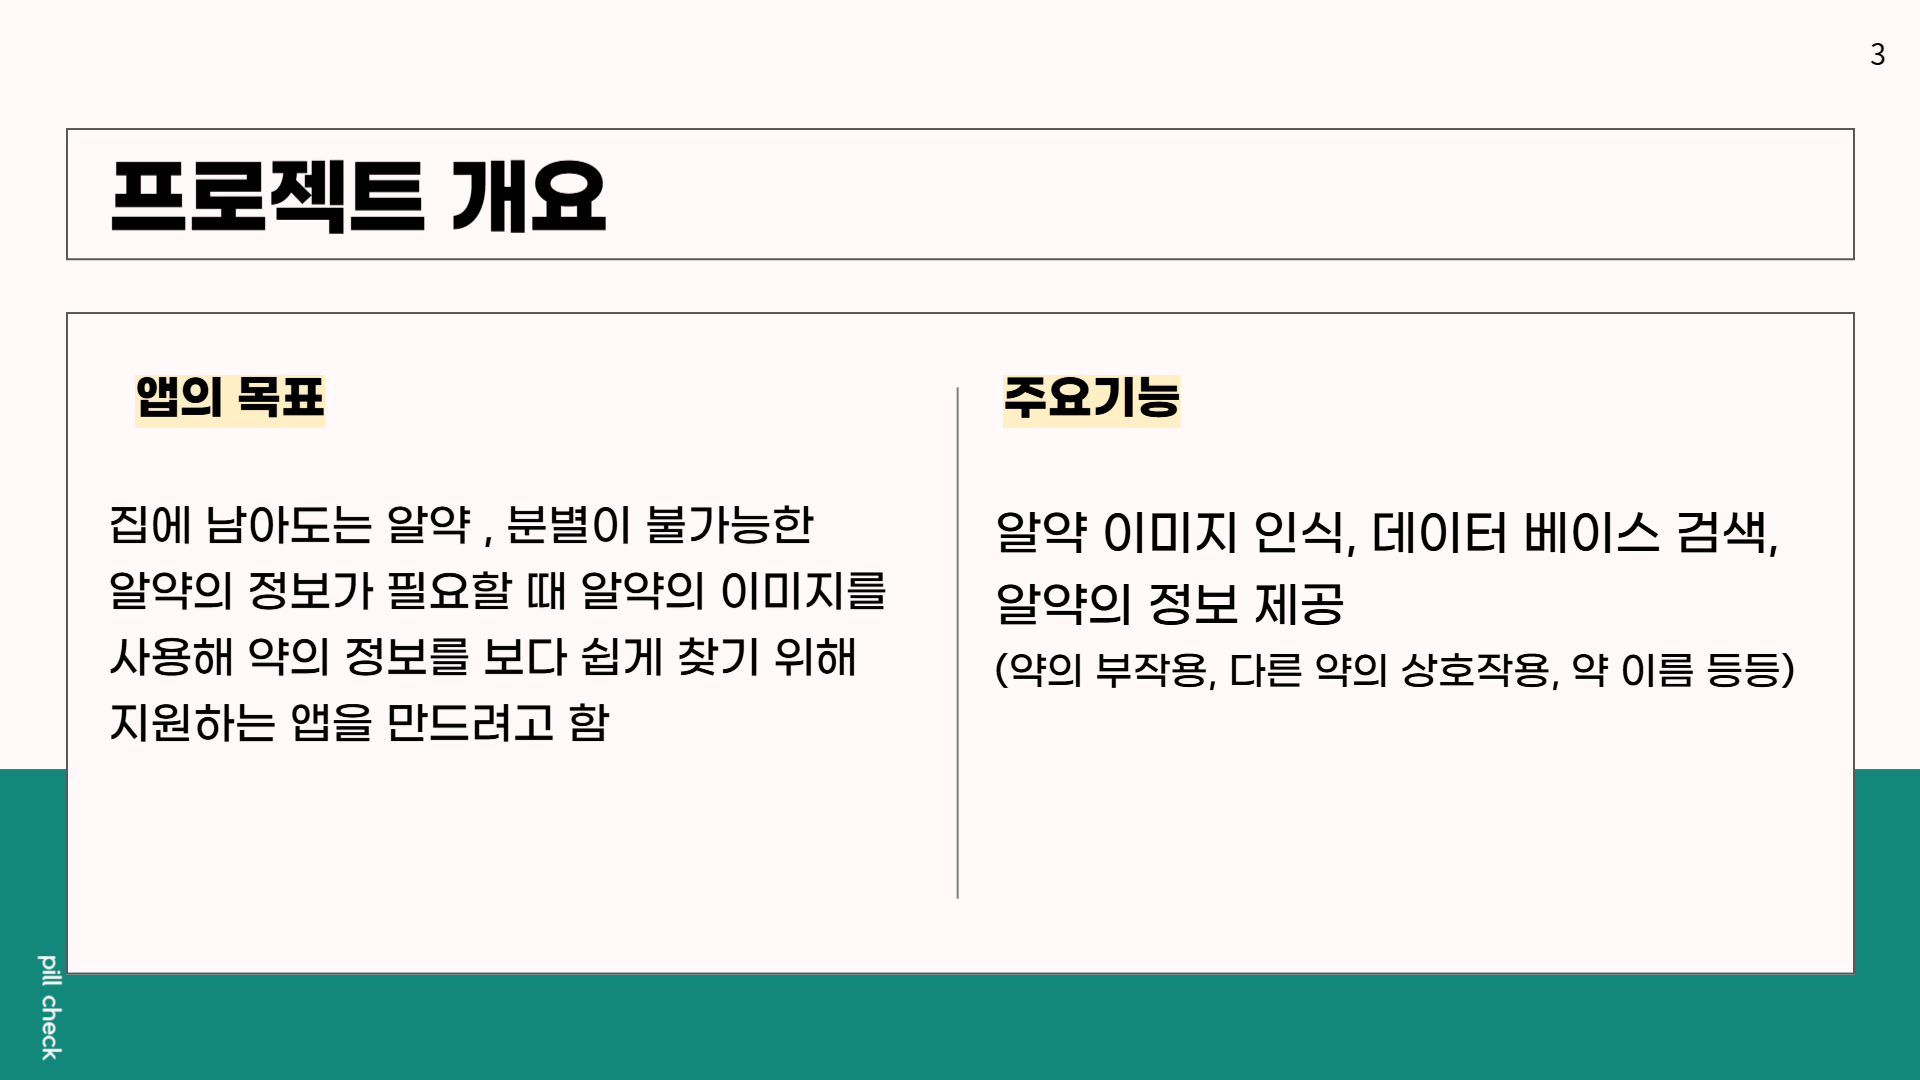 3
프로젝트 개요
앱의 목표
집에 남아도는 알약 , 분별이 불가능한
알약의 정보가 필요할 때 알약의 이미지를
사용해 약의 정보를 보다 쉽게 찾기 위해
지원하는 앱을 만드려고 함
주요기능
알약 이미지 인식, 데이터 베이스 검색,
알약의 정보 제공
(약의 부작용, 다른 약의 상호작용, 약 이름 등등)
pill check